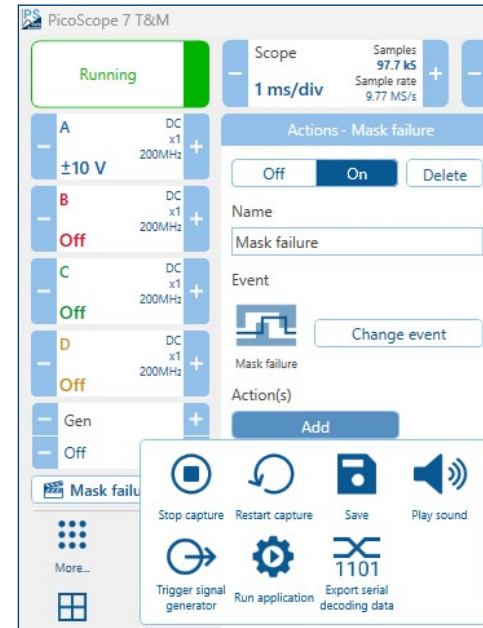 PS
PicoScope 7 T&M
Running
Scope
1 ms/div
Samples
97.7 kS
Sample rate
9.77 MS/s
A
±10 V
DC
x1
200MHz
B
Off
DC
x1
200MHz
C
Off
DC
x1
200MHz
D
Off
DC
x1
200MHz
Gen
Off
Mask failu
More...
Actions - Mask failure
Off On Delete
Name
Mask failure
Event
Mask failure
Change event
Action(s)
Add
Stop capture Restart capture Save Play sound
1101
Trigger signal
generator
Run application
Export serial
decoding data